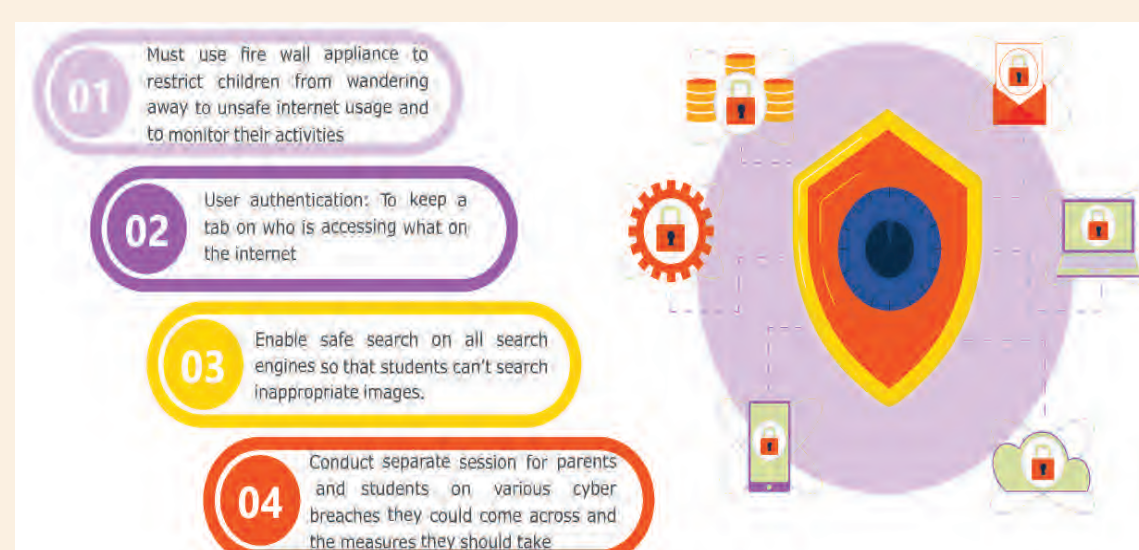 01
Must use fire wall appliance to
restrict children from wandering
away to unsafe internet usage and
to monitor their activities
02
User authentication: To keep a
tab on who is accessing what on
the internet
03
Enable safe search on all search
engines so that students can't search
inappropriate images.
04
Conduct separate session for parents
and students on various cyber
breaches they could come across and
the measures they should take